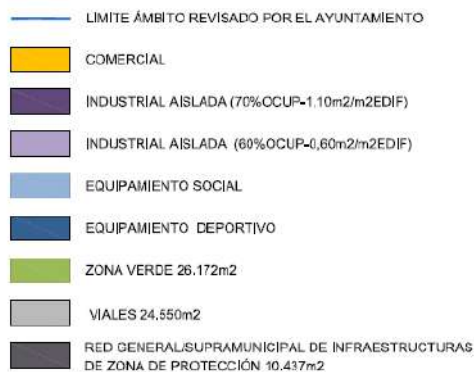 LÍMITE ÁMBITO REVISADO POR EL AYUNTAMIENTO
COMERCIAL
INDUSTRIAL AISLADA (70%OCUP-1,10m2/m2EDIF)
INDUSTRIAL AISLADA (60%OCUP-0,60m2/m2EDIF)
EQUIPAMIENTO SOCIAL
EQUIPAMIENTO DEPORTIVO
ZONA VERDE 26.172m2
VIALES 24.550m2
RED GENERAL/SUPRAMUNICIPAL DE INFRAESTRUCTURAS
DE ZONA DE PROTECCIÓN 10.437m2